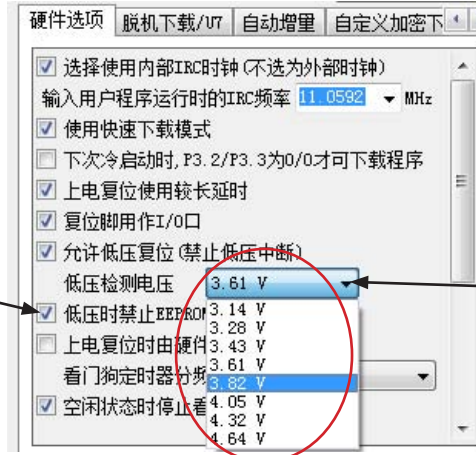 硬件选项 脱机下载/U7 自动增量 自定义加密下
选择使用内部IRC时钟(不选为外部时钟)
输入用户程序运行时的IRC频率 11.0592 MHz
使用快速下载模式
下次冷启动时,P3.2/P3.3为0/0才可下载程序
上电复位使用较长延时
复位脚用作I/O口
允许低压复位(禁止低压中断)
低压检测电压 3.61 V
低压时禁止EEPRO
3.14 V
3.28 V
上电复位时由硬件
3.43 V
3.61 V
看门狗定时器分频
3.82 V
空闲状态时停止看
4.05 V
4.32 V
4.64 V